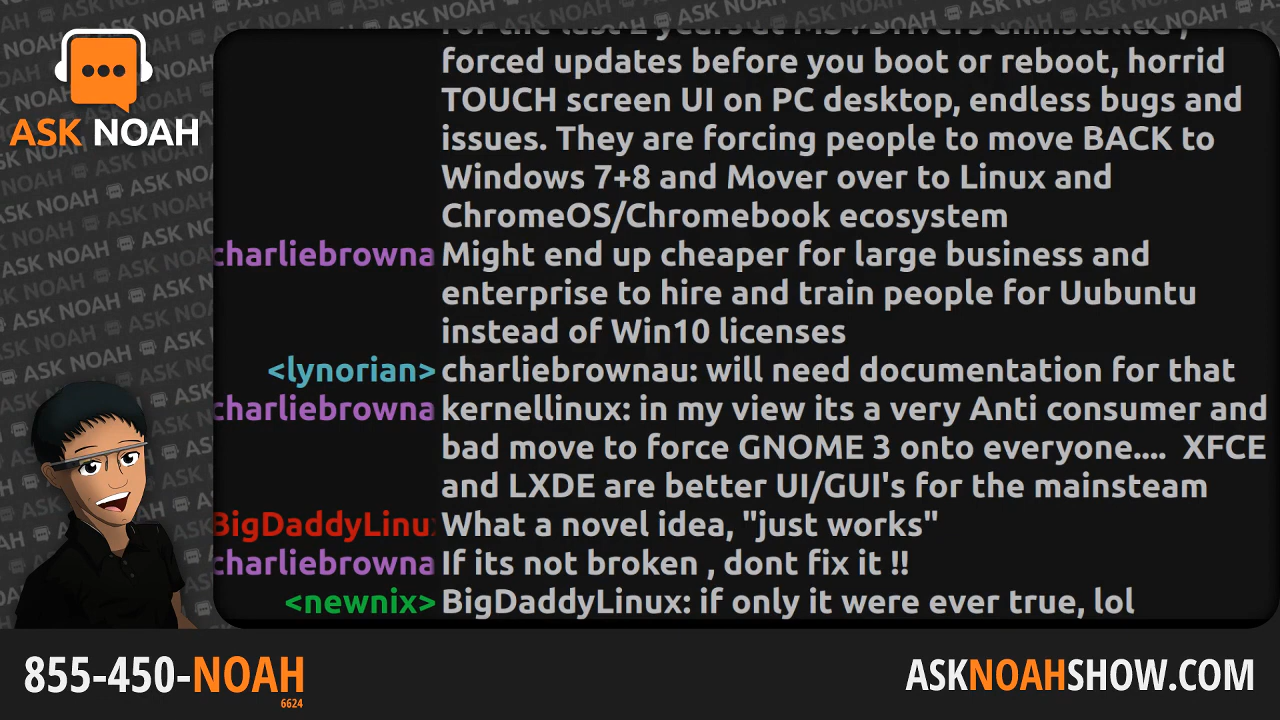 ASK NOAH
for the last 2 years at
forced updates before you boot or reboot, horrid
TOUCH screen UI on PC desktop, endless bugs and
issues. They are forcing people to move BACK to
Windows 7+8 and Mover over to Linux and
ChromeOS/Chromebook ecosystem
charliebrowna Might end up cheaper for large business and
enterprise to hire and train people for Uubuntu
instead of Win10 licenses
<lynorian> charliebrownau: will need documentation for that
charliebrowna kernellinux: in my view its a very Anti consumer and
bad move to force GNOME 3 onto everyone.... XFCE
and LXDE are better UI/GUI's for the mainsteam
BigDaddyLinu What a novel idea, "just works"
charliebrowna If its not broken , dont fix it !!
<newnix> BigDaddyLinux: if only it were ever true, lol
855-450-NOAH
6624
ASKNOAHSHOW.COM